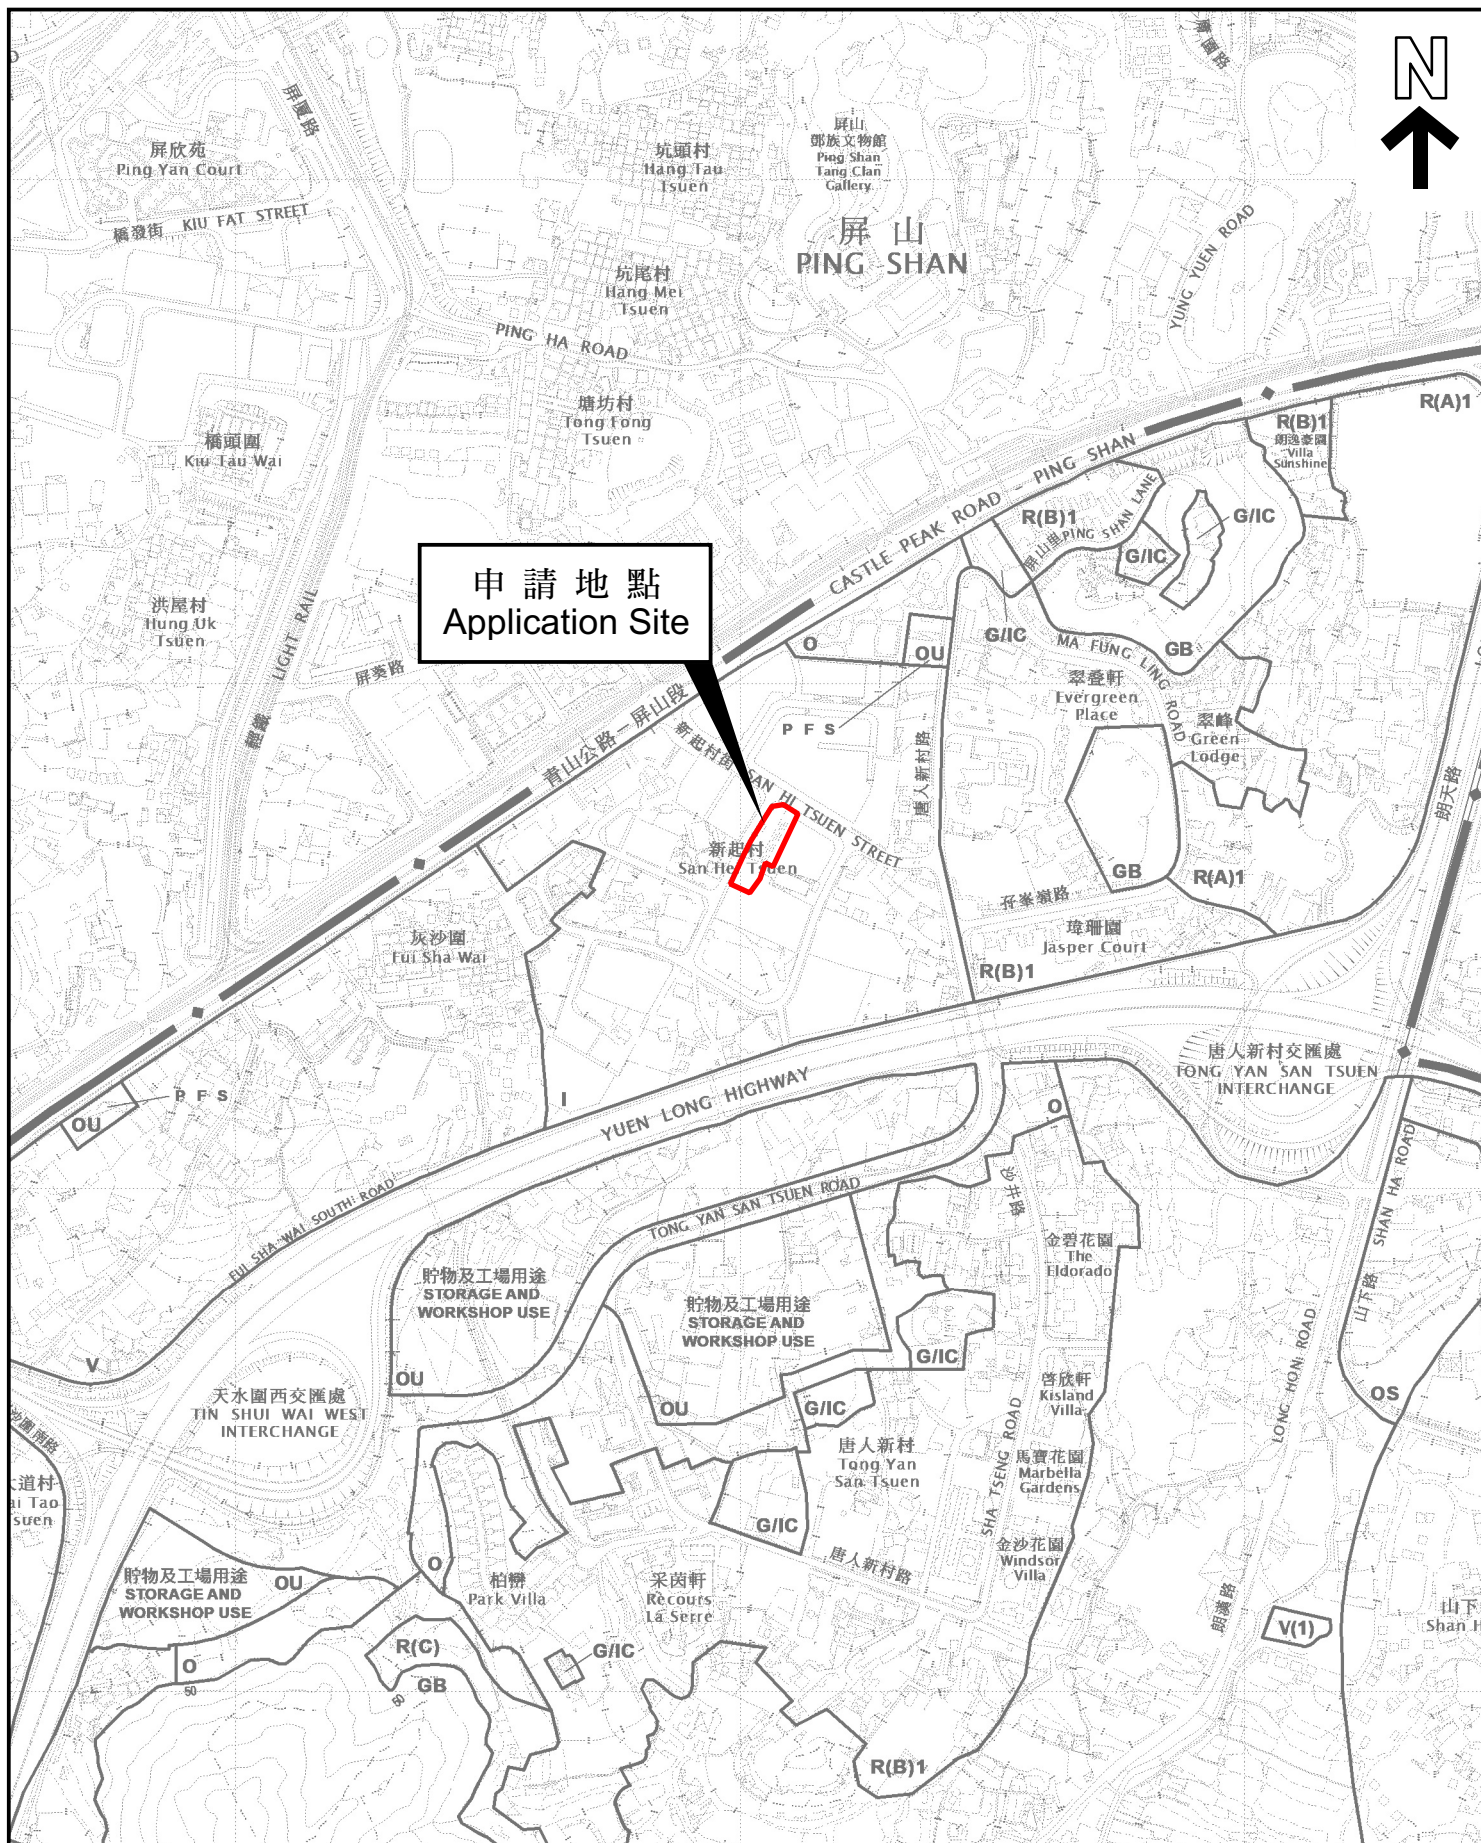 N
屏廈路
屏欣苑
Ping Yan Court
橋發街 KIU FAT STREET
坑頭村
Hang Tau
Tsuen
屏山
鄧族文物館
Ping Shan
Tang Clan
Gallery
屏山
PING SHAN
YUNG YUEN ROAD
坑尾村
Hang Mei
Tsuen
PING HA ROAD
塘坊村
Tong Fong
Tsuen
橋頭圍
Kiu Tau Wai
R(A)1
R(B)1
朗逸豪園
Villa
Sunshine
CASTLE PEAK ROAD - PING SHAN
R(B)1
屏山里 PING SHAN LANE
G/IC
G/IC
申請地點
Application Site
洪屋村
Hung Uk
Tsuen
LIGHT RAIL
輕鐵
屏葵路
O
OU
G/IC
MA FUNG LING ROAD
GB
翠疊軒
Evergreen
Place
翠峰
Green
Lodge
P F S
青山公路－屏山段
新起村街 SAN HI TSUEN STREET
唐人新村路
朗天路
新起村
San Hei Tsuen
GB
R(A)1
孖峯嶺路
瑋珊園
Jasper Court
R(B)1
灰沙圍
Fui Sha Wai
唐人新村交匯處
TONG YAN SAN TSUEN
INTERCHANGE
P F S
OU
I
YUEN LONG HIGHWAY
O
FUI SHA WAI SOUTH ROAD
TONG YAN SAN TSUEN ROAD
沙井路
SHAN HA ROAD
山下路
金碧花園
The
Eldorado
貯物及工場用途
STORAGE AND
WORKSHOP USE
貯物及工場用途
STORAGE AND
WORKSHOP USE
G/IC
V
OU
OU
G/IC
天水圍西交匯處
TIN SHUI WAI WEST
INTERCHANGE
啓欣軒
Kisland
Villa
LONG HON ROAD
OS
唐人新村
Tong Yan
San Tsuen
SHA TSENG ROAD
馬寶花園
Marbella
Gardens
沙圍南路
道村
ai Tao
suen
G/IC
唐人新村路
金沙花園
Windsor
Villa
貯物及工場用途
STORAGE AND
WORKSHOP USE
OU
O
柏巒
Park Villa
采茵軒
Recours
La Serre
朗漢路
山下
Shan H
V(1)
R(C)
G/IC
O
50
50
GB
R(B)1